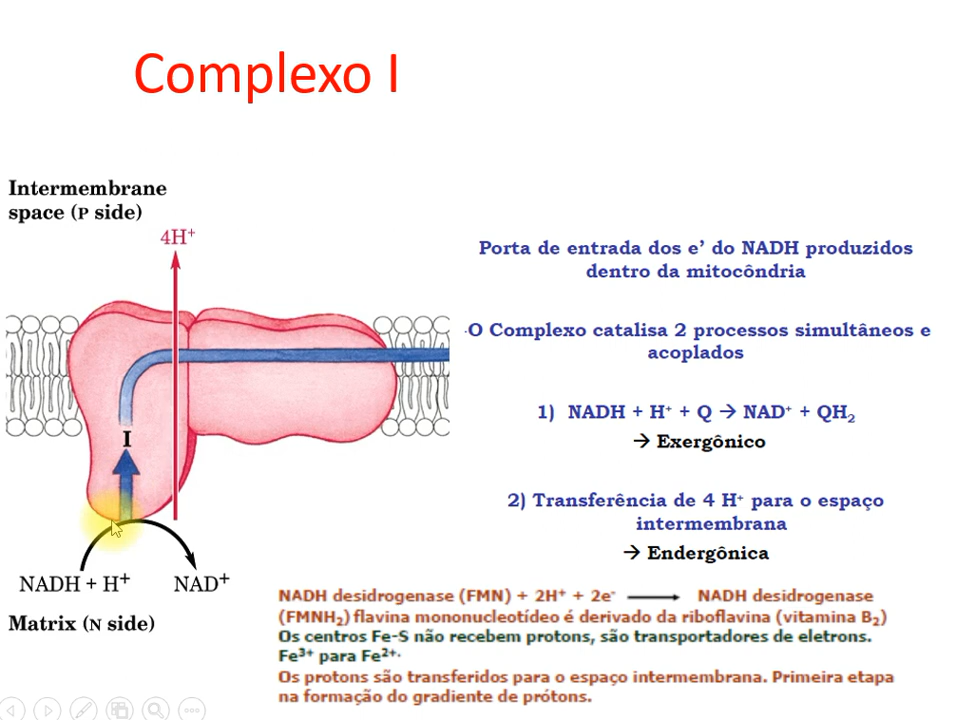 Complexo I
Intermembrane
space (P side)
4H⁺
I
NADH + H⁺
NAD⁺
Matrix (N side)
Porta de entrada dos e’ do NADH produzidos
dentro da mitocôndria
·O Complexo catalisa 2 processos simultâneos e
acoplados
1) NADH + H⁺ + Q → NAD⁺ + QH₂
→ Exergônico
2) Transferência de 4 H⁺ para o espaço
intermembrana
→ Endergônica
NADH desidrogenase (FMN) + 2H⁺ + 2e⁻ ⟶ NADH desidrogenase
(FMNH₂) flavina mononucleotídeo é derivado da riboflavina (vitamina B₂)
Os centros Fe-S não recebem protons, são transportadores de eletrons.
Fe³⁺ para Fe²⁺.
Os protons são transferidos para o espaço intermembrana. Primeira etapa
na formação do gradiente de prótons.